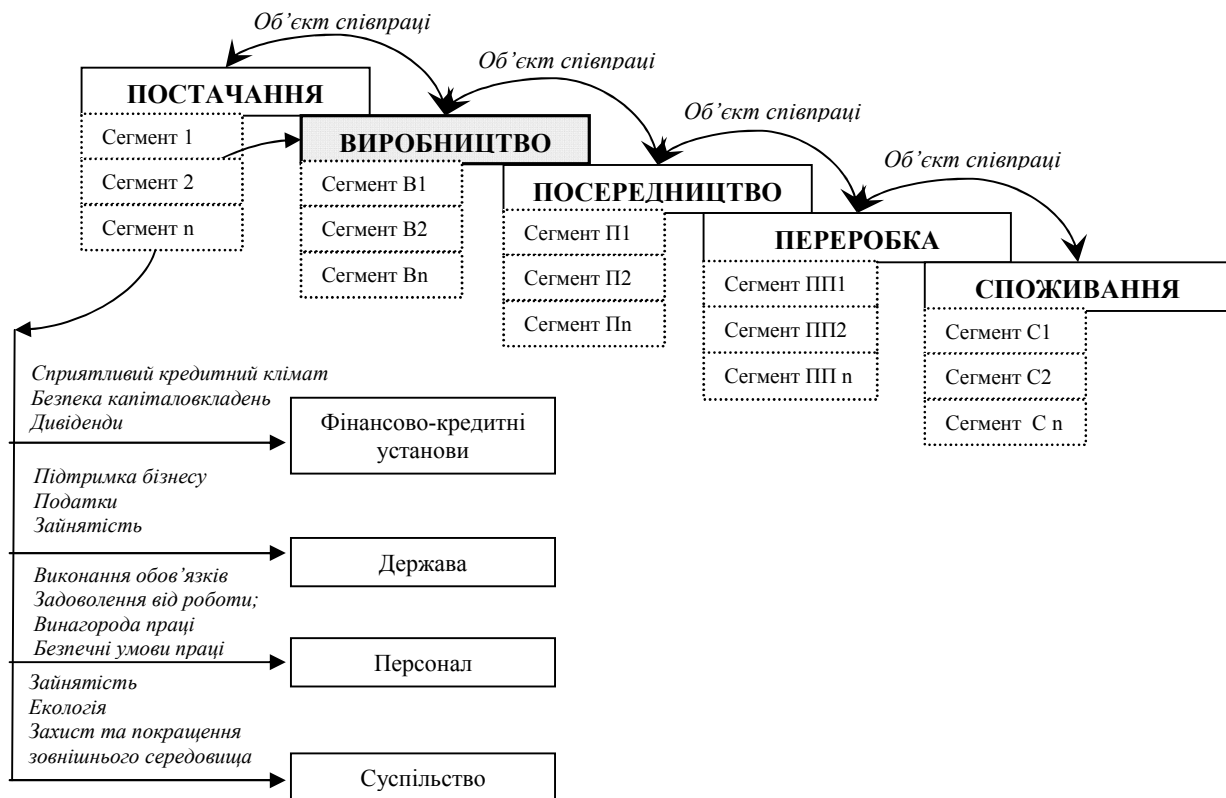 Об’єкт співпраці
Об’єкт співпраці
Об’єкт співпраці
Об’єкт співпраці
ПОСТАЧАННЯ
Сегмент 1
Сегмент 2
Сегмент n
ВИРОБНИЦТВО
Сегмент В1
Сегмент В2
Сегмент Вn
ПОСЕРЕДНИЦТВО
Сегмент П1
Сегмент П2
Сегмент Пn
ПЕРЕРОБКА
Сегмент ПП1
Сегмент ПП2
Сегмент ПП n
СПОЖИВАННЯ
Сегмент С1
Сегмент С2
Сегмент С n
Сприятливий кредитний клімат
Безпека капіталовкладень
Дивіденди
Фінансово-кредитні
установи
Підтримка бізнесу
Податки
Зайнятість
Держава
Виконання обов’язків
Задоволення від роботи;
Винагорода праці
Безпечні умови праці
Персонал
Зайнятість
Екологія
Захист та покращення
зовнішнього середовища
Суспільство